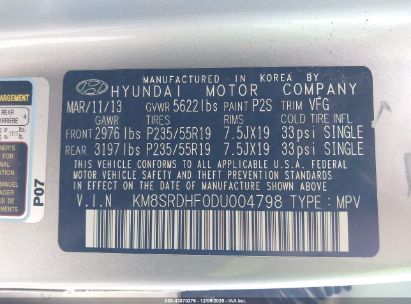 MANUFACTURED IN KOREA BY
HYUNDAI MOTOR COMPANY
MAR/11/13 GVWR 5622 lbs PAINT P2S TRIM VFG
GAWR TIRES RIMS COLD TIRE INFL
FRONT 2976 lbs P235/55R19 7.5JX19 33psi SINGLE
REAR 3197 lbs P235/55R19 7.5JX19 33psi SINGLE
THIS VEHICLE CONFORMS TO ALL APPLICABLE U.S. FEDERAL
MOTOR VEHICLE SAFETY AND THEFT PREVENTION STANDARDS
IN EFFECT ON THE DATE OF MANUFACTURE SHOWN ABOVE.
V.I.N KM8SRDHF0DU004798 TYPE : MPV
4
P07